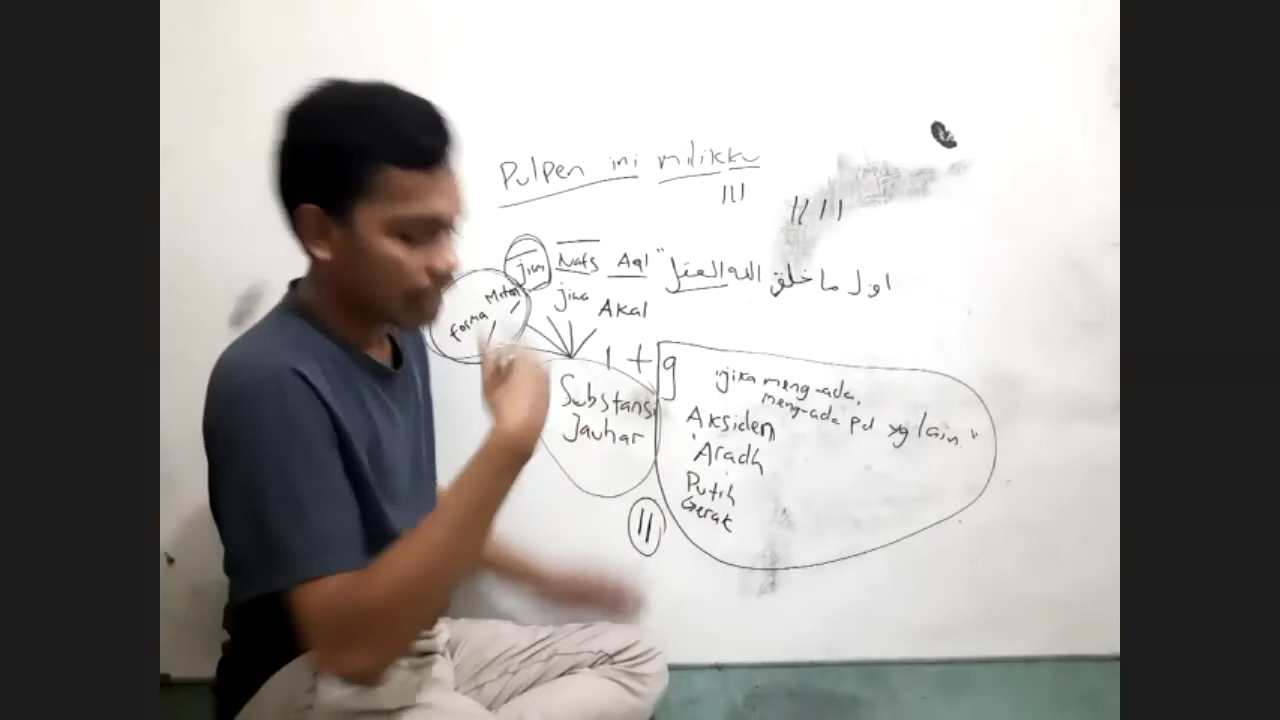 Pulpen ini milikku
jism Nafs Aql "اول ما خلق الله العقل
jiwa Akal
forma Materi
1 + 9
"jika meng-ada,
meng-ada pd yg lain."
Substansi
Jauhar
Aksiden
'Aradh
Putih
Gerak